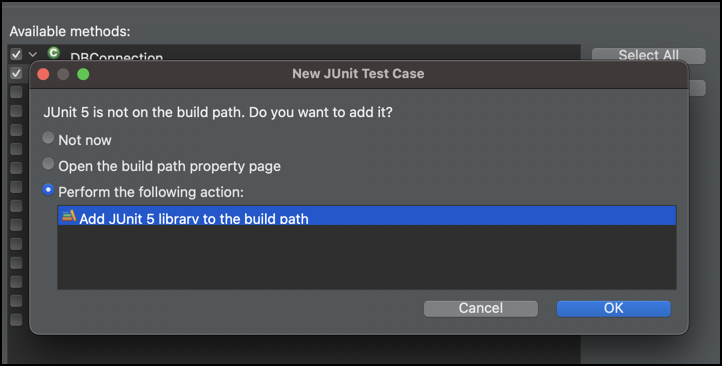 Available methods:
DBConnection
Select All
New JUnit Test Case
JUnit 5 is not on the build path. Do you want to add it?
Not now
Open the build path property page
Perform the following action:
Add JUnit 5 library to the build path
Cancel
OK